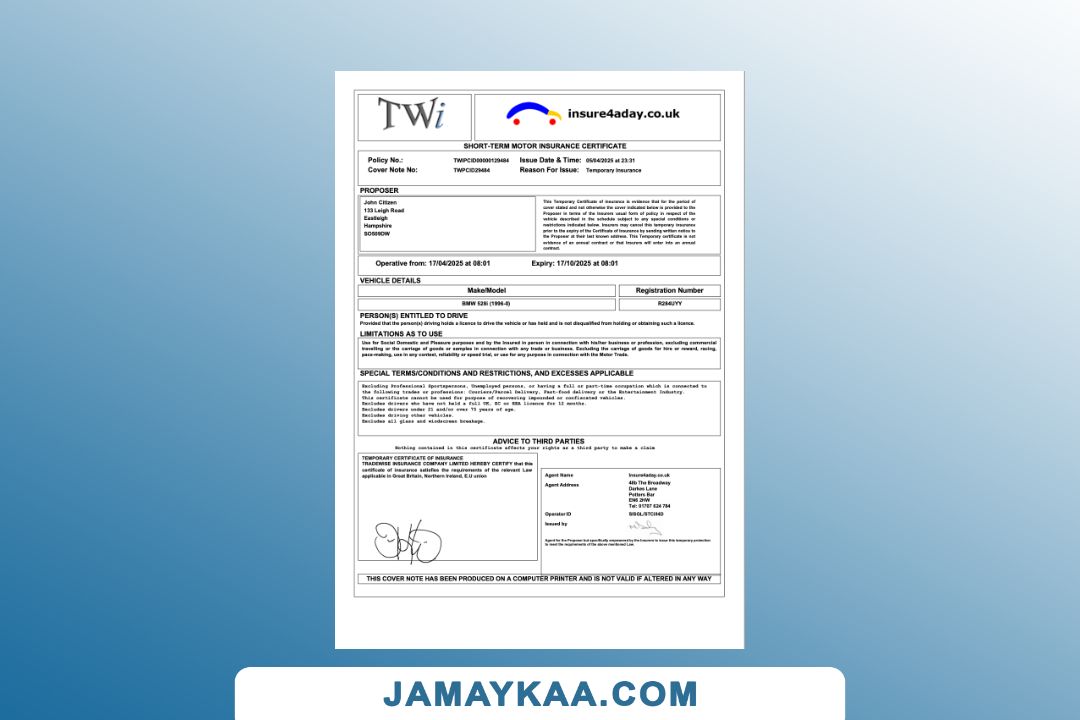 TWi
insure4aday.co.uk
SHORT-TERM MOTOR INSURANCE CERTIFICATE
Policy No.: TWIPCID00000129484 Issue Date & Time: 05/04/2025 at 23:31
Cover Note No: TWPCID29484 Reason For Issue: Temporary Insurance
PROPOSER
John Citizen
133 Leigh Road
Eastleigh
Hampshire
SO509DW
This Temporary Certificate of insurance is evidence that for the period of
cover stated and not otherwise the cover indicated below is provided to the
Proposer in terms of the Insurers usual form of policy in respect of the
vehicle described in the schedule subject to any special conditions or
restrictions indicated below. Insurers may cancel this temporary insurance
prior to the expiry of the Certificate of Insurance by sending written notice to
the Proposer at their last known address. This Temporary certificate is not
evidence of an annual contract or that Insurers will enter into an annual
contract.
Operative from: 17/04/2025 at 08:01 Expiry: 17/10/2025 at 08:01
VEHICLE DETAILS
Make/Model Registration Number
BMW 528i (1996-0) R284UYY
PERSON(S) ENTITLED TO DRIVE
Provided that the person(s) driving holds a licence to drive the vehicle or has held and is not disqualified from holding or obtaining such a licence.
LIMITATIONS AS TO USE
Use for Social Domestic and Pleasure purposes and by the Insured in person in connection with his/her business or profession, excluding commercial
travelling or the carriage of goods or samples in connection with any trade or business. Excluding the carriage of goods for hire or reward, racing,
pace-making, use in any contest, reliability or speed trial, or use for any purpose in connection with the Motor Trade.
SPECIAL TERMS/CONDITIONS AND RESTRICTIONS, AND EXCESSES APPLICABLE
Excluding Professional Sportspersons, Unemployed persons, or having a full or part-time occupation which is connected to
the following trades or professions: Couriers/Parcel Delivery, Fast-food delivery or the Entertainment Industry.
This certificate cannot be used for purpose of recovering impounded or confiscated vehicles.
Excludes drivers who have not held a full UK, EC or EEA licence for 12 months.
Excludes drivers under 21 and/or over 75 years of age.
Excludes driving other vehicles.
Excludes all glass and windscreen breakage.
ADVICE TO THIRD PARTIES
Nothing contained in this certificate affects your rights as a third party to make a claim
TEMPORARY CERTIFICATE OF INSURANCE
TRADEWISE INSURANCE COMPANY LIMITED HEREBY CERTIFY that this
certificate of insurance satisfies the requirements of the relevant Law
applicable in Great Britain, Northern Ireland, E.U union
Agent Name Insure4aday.co.uk
Agent Address 48b The Broadway
Darkes Lane
Potters Bar
EN6 2HW
Tel: 01707 624 784
Operator ID
Issued by
Agent for the Proposer but specifically empowered by the Insurers to issue this temporary protection
to meet the requirements of the above mentioned Law.
THIS COVER NOTE HAS BEEN PRODUCED ON A COMPUTER PRINTER AND IS NOT VALID IF ALTERED IN ANY WAY
JAMAYKAA.COM